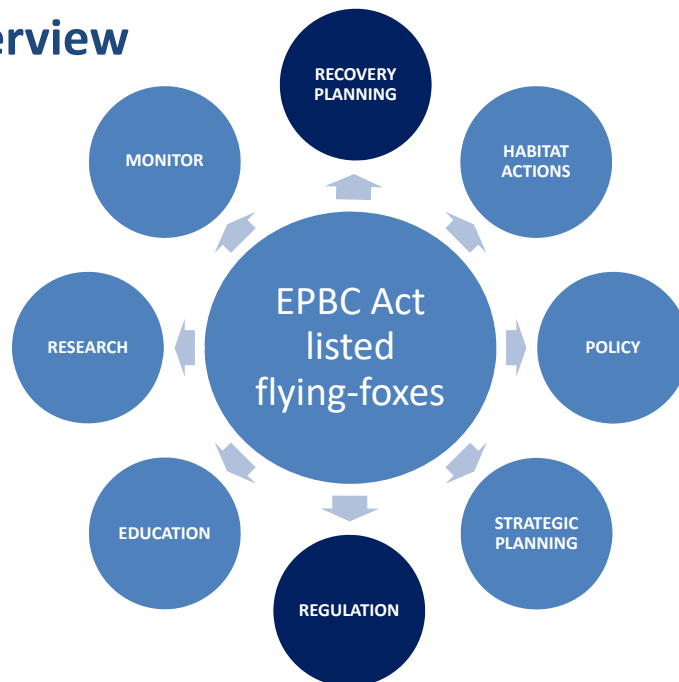 erview
RECOVERY
PLANNING
HABITAT
ACTIONS
POLICY
STRATEGIC
PLANNING
REGULATION
EDUCATION
RESEARCH
MONITOR
EPBC Act
listed
flying-foxes